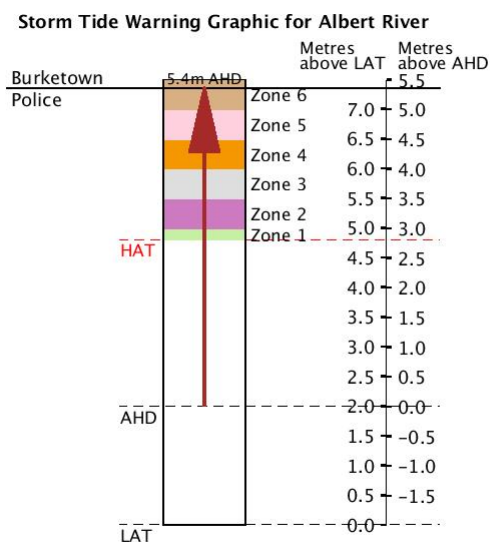 Storm Tide Warning Graphic for Albert River
Metres above LAT
Metres above AHD
Burketown
Police
5.4m AHD
Zone 6
Zone 5
Zone 4
Zone 3
Zone 2
Zone 1
HAT
AHD
LAT
5.5
7.0 5.0
6.5 4.5
6.0 4.0
5.5 3.5
5.0 3.0
4.5 2.5
4.0 2.0
3.5 1.5
3.0 1.0
2.5 0.5
2.0 0.0
1.5 −0.5
1.0 −1.0
0.5 −1.5
0.0